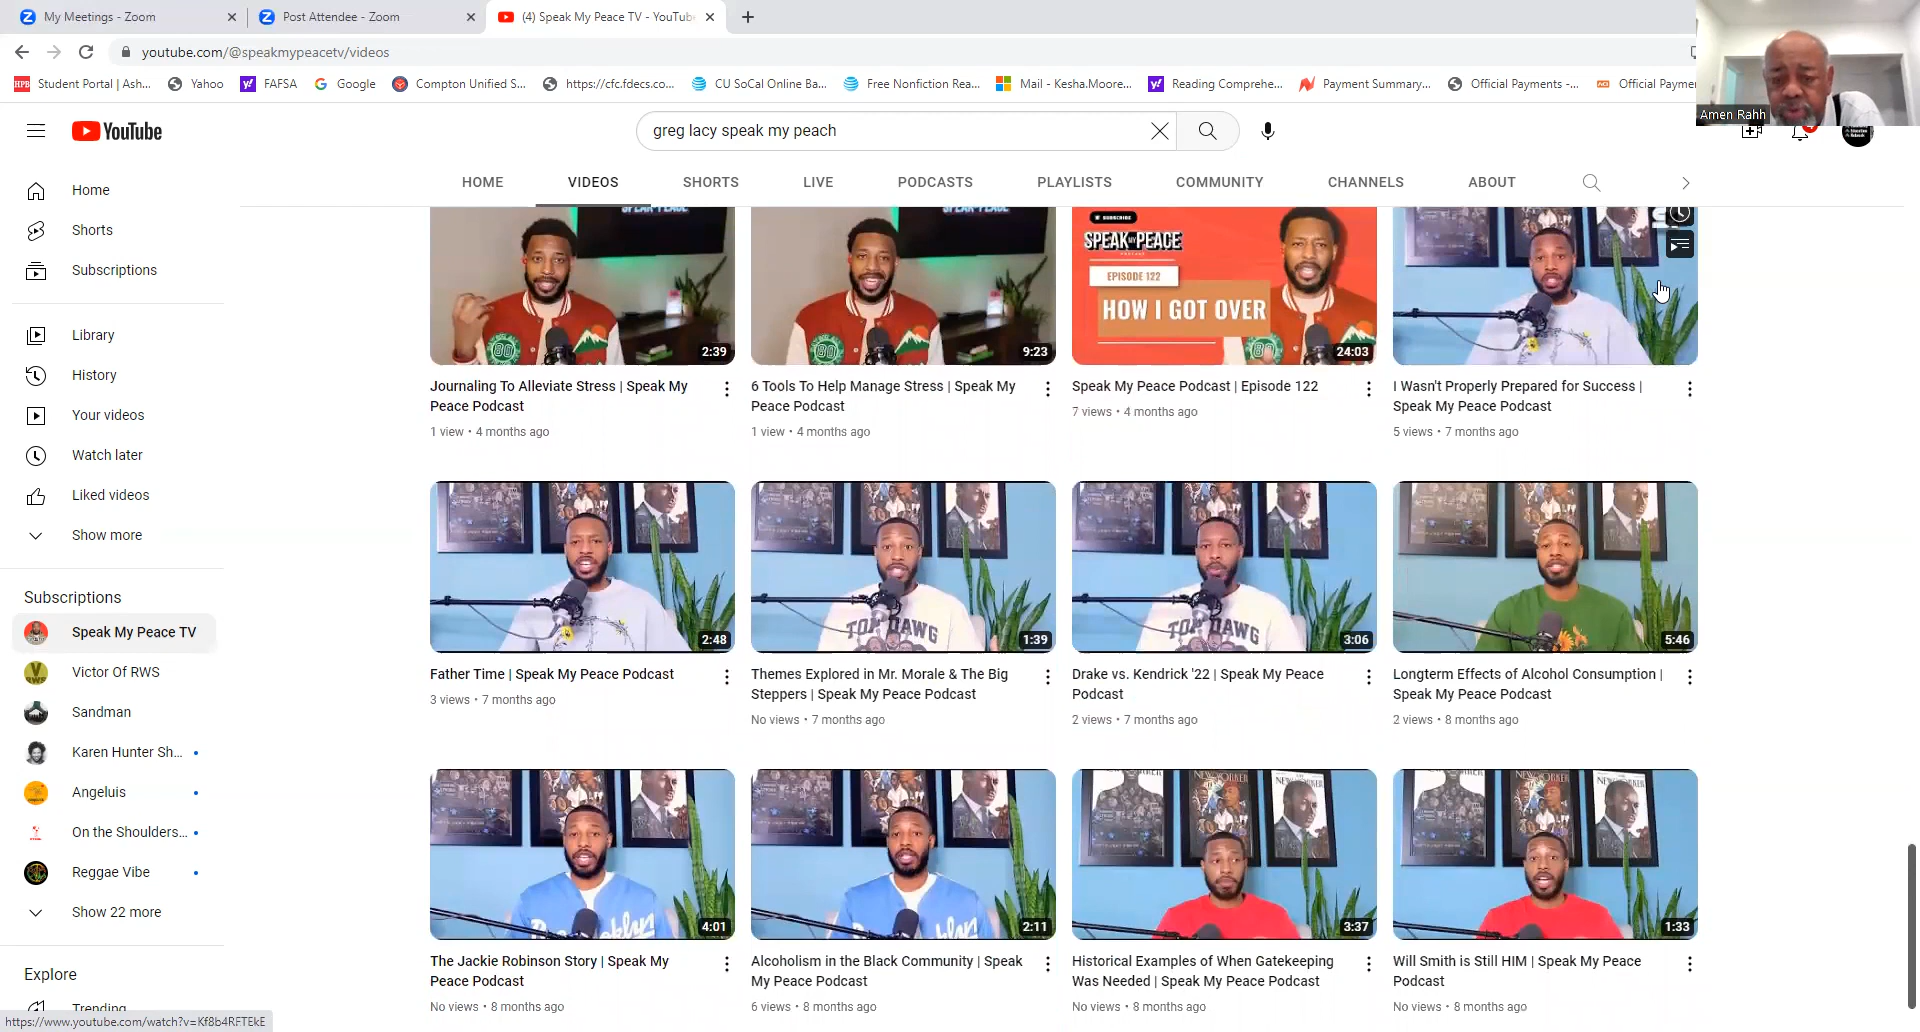 My Meetings - Zoom
Post Attendee - Zoom
(4) Speak My Peace TV - YouTube
youtube.com/@speakmypeacetv/videos
HPB Student Portal | Ash...
Yahoo
FAFSA
Google
Compton Unified S...
https://cfc.fdecs.co...
CU SoCal Online Ba...
Free Nonfiction Rea...
Mail - Kesha.Moore...
Reading Comprehe...
Payment Summary...
Official Payments -...
Official Payme
Amen Rahh
YouTube
greg lacy speak my peach
HOME VIDEOS SHORTS LIVE PODCASTS PLAYLISTS COMMUNITY CHANNELS ABOUT
Home
Shorts
Subscriptions
Library
History
Your videos
Watch later
Liked videos
Show more
Subscriptions
Speak My Peace TV
Victor Of RWS
Sandman
Karen Hunter Sh...
Angeluis
On the Shoulders...
Reggae Vibe
Show 22 more
Explore
Trending
https://www.youtube.com/watch?v=Kf8b4RFTEkE
2:39
Journaling To Alleviate Stress | Speak My
Peace Podcast
1 view • 4 months ago
9:23
6 Tools To Help Manage Stress | Speak My
Peace Podcast
1 view • 4 months ago
SUBSCRIBE
SPEAK MY PEACE
EPISODE 122
HOW I GOT OVER
24:03
Speak My Peace Podcast | Episode 122
7 views • 4 months ago
I Wasn't Properly Prepared for Success |
Speak My Peace Podcast
5 views • 7 months ago
2:48
Father Time | Speak My Peace Podcast
3 views • 7 months ago
TOP DAWG
1:39
Themes Explored in Mr. Morale & The Big
Steppers | Speak My Peace Podcast
No views • 7 months ago
TOP DAWG
3:06
Drake vs. Kendrick '22 | Speak My Peace
Podcast
2 views • 7 months ago
5:46
Longterm Effects of Alcohol Consumption |
Speak My Peace Podcast
2 views • 8 months ago
Brooklyn
4:01
The Jackie Robinson Story | Speak My
Peace Podcast
No views • 8 months ago
Brooklyn
2:11
Alcoholism in the Black Community | Speak
My Peace Podcast
6 views • 8 months ago
3:37
Historical Examples of When Gatekeeping
Was Needed | Speak My Peace Podcast
No views • 8 months ago
1:33
Will Smith is Still HIM | Speak My Peace
Podcast
No views • 8 months ago